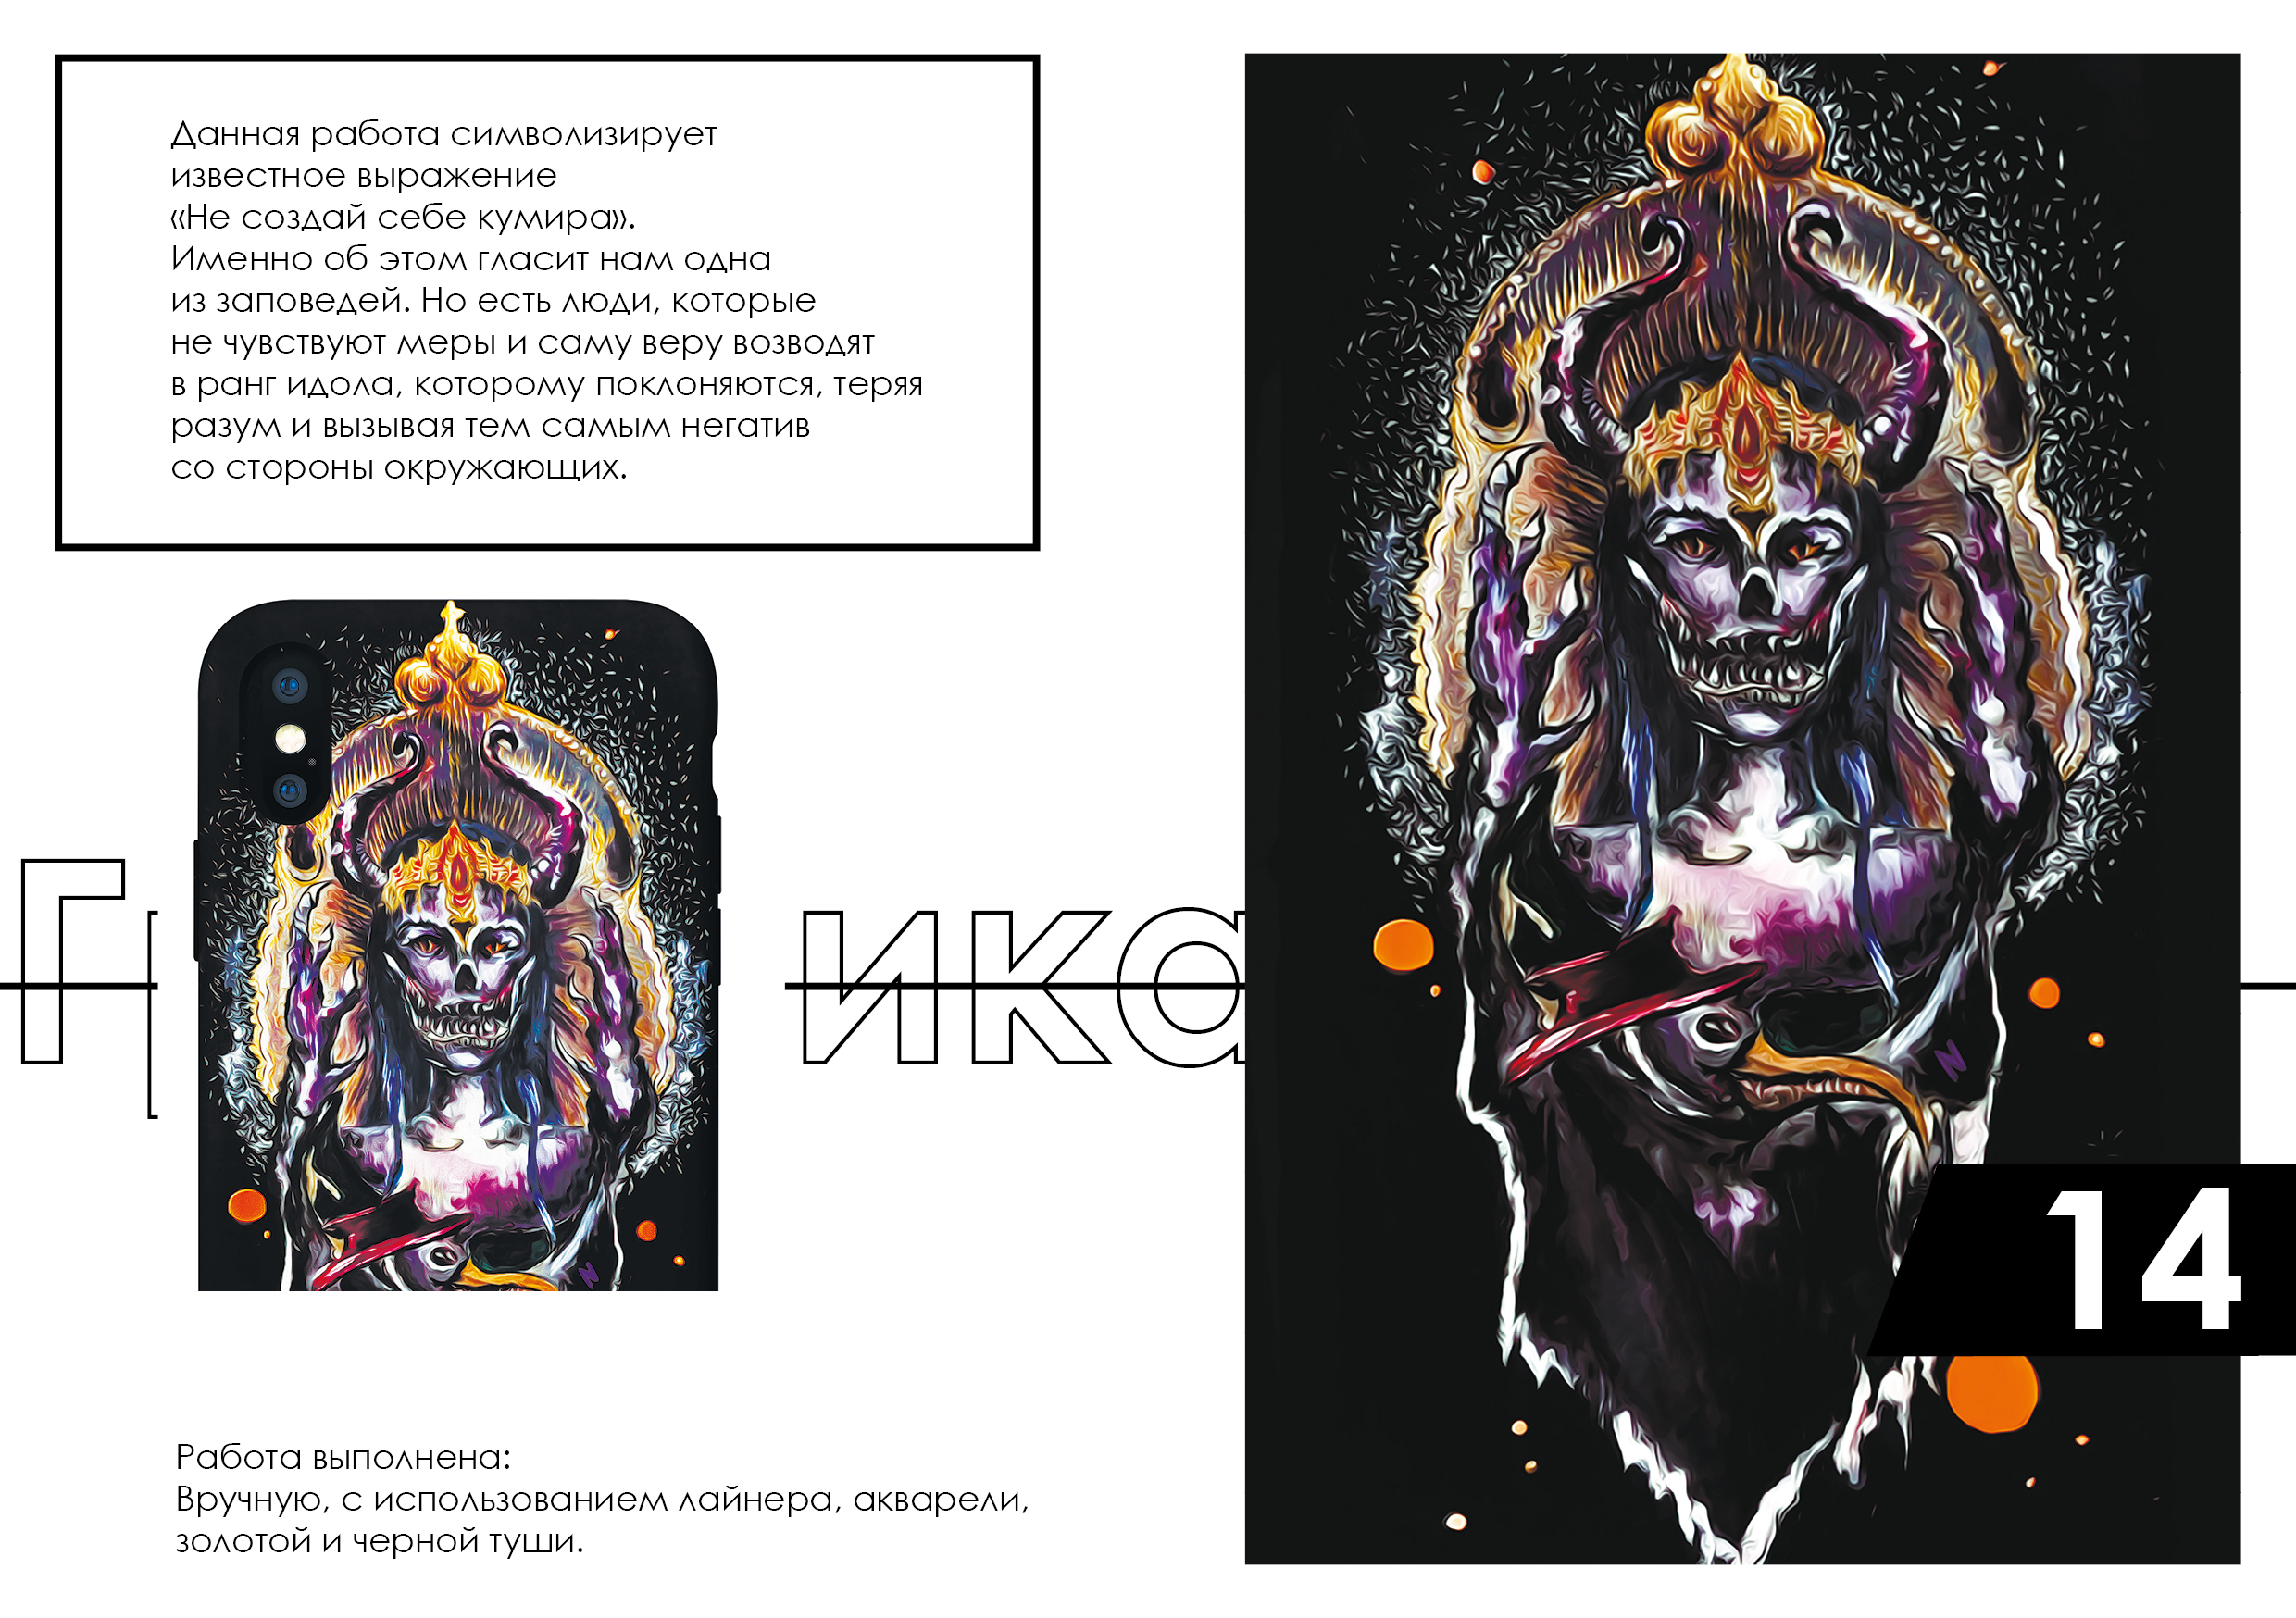 Данная работа символизирует
известное выражение
«Не создай себе кумира».
Именно об этом гласит нам одна
из заповедей. Но есть люди, которые
не чувствуют меры и саму веру возводят
в ранг идола, которому поклоняются, теряя
разум и вызывая тем самым негатив
со стороны окружающих.
ика
14
Работа выполнена:
Вручную, с использованием лайнера, акварели,
золотой и черной туши.